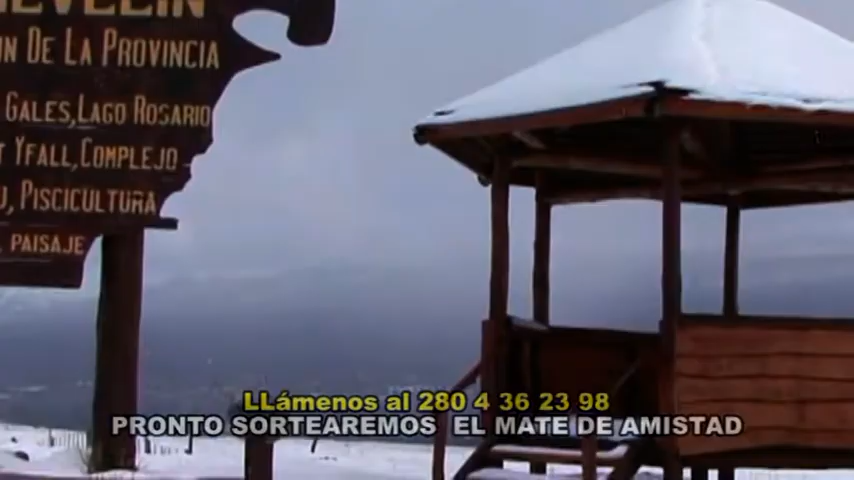 N DE LA PROVINCIA
GALES, LAGO ROSARIO
YFALL, COMPLEJO
, PISCICULTURA
, PAISAJE
LLámenos al 280 4 36 23 98
PRONTO SORTEAREMOS EL MATE DE AMISTAD